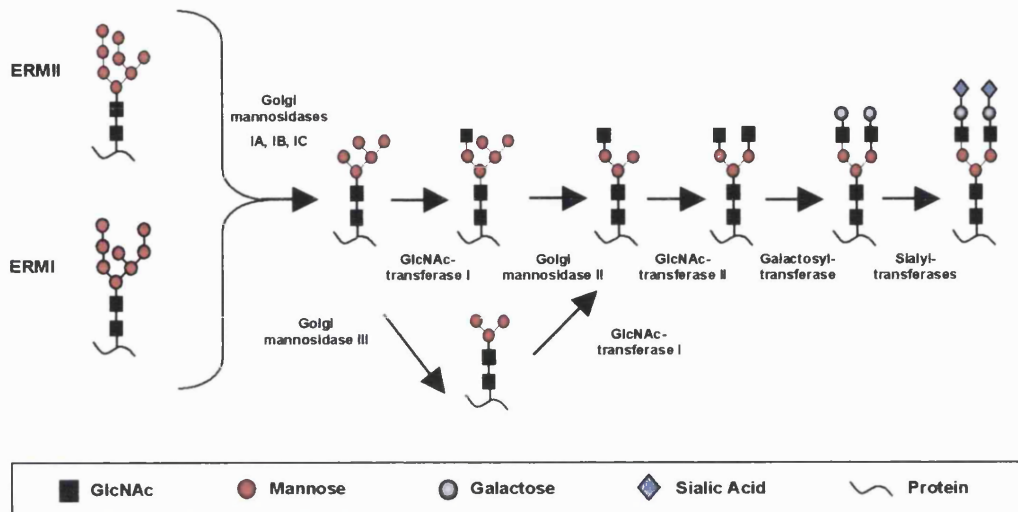 ERMII
Golgi
mannosidases
IA, IB, IC
ERMI
GlcNAc-
transferase I
Golgi
mannosidase II
GlcNAc-
transferase II
Galactosyl-
transferase
Sialyl-
transferases
Golgi
mannosidase III
GlcNAc-
transferase I
GlcNAc
Mannose
Galactose
Sialic Acid
Protein